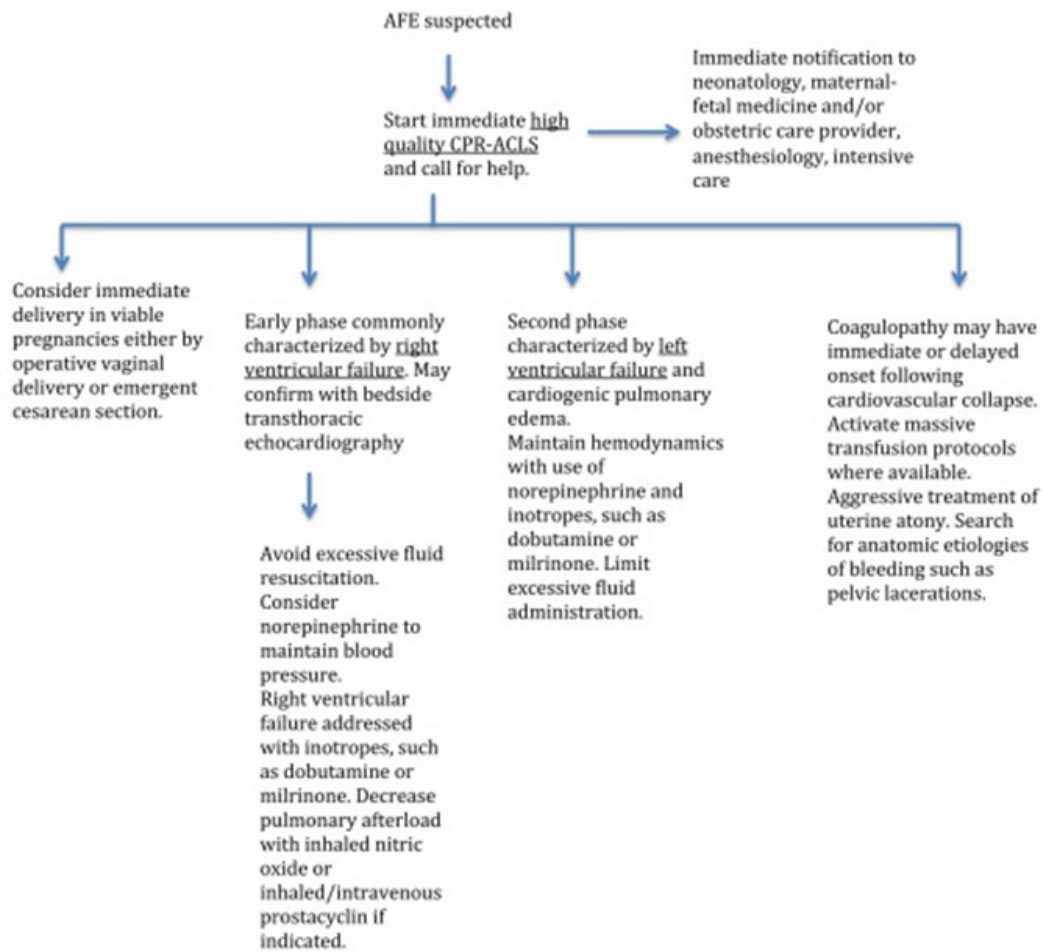 AFE suspected
Start immediate high
quality CPR-ACLS
and call for help.
Immediate notification to
neonatology, maternal-
fetal medicine and/or
obstetric care provider,
anesthesiology, intensive
care
Consider immediate
delivery in viable
pregnancies either by
operative vaginal
delivery or emergent
cesarean section.
Early phase commonly
characterized by right
ventricular failure. May
confirm with bedside
transthoracic
echocardiography
Avoid excessive fluid
resuscitation.
Consider
norepinephrine to
maintain blood
pressure.
Right ventricular
failure addressed
with inotropes, such
as dobutamine or
milrinone. Decrease
pulmonary afterload
with inhaled nitric
oxide or
inhaled/intravenous
prostacyclin if
indicated.
Second phase
characterized by left
ventricular failure and
cardiogenic pulmonary
edema.
Maintain hemodynamics
with use of
norepinephrine and
inotropes, such as
dobutamine or
milrinone. Limit
excessive fluid
administration.
Coagulopathy may have
immediate or delayed
onset following
cardiovascular collapse.
Activate massive
transfusion protocols
where available.
Aggressive treatment of
uterine atony. Search
for anatomic etiologies
of bleeding such as
pelvic lacerations.